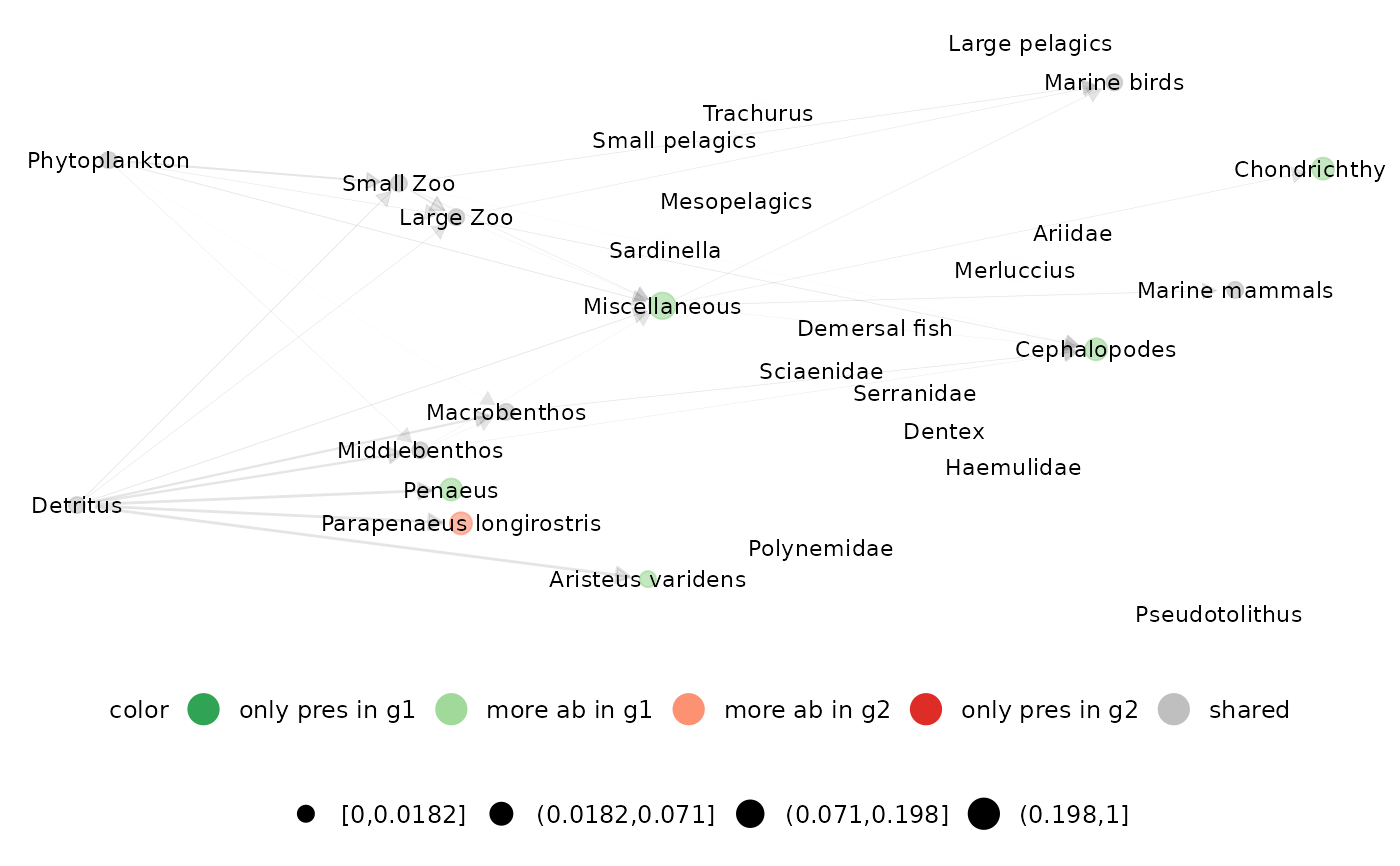 Large pelagics
Marine birds
Trachurus
Small pelagics
Phytoplankton
Chondrichthy
Small Zoo
Mesopelagics
Large Zoo
Ariidae
Sardinella
Merluccius
Marine mammals
Miscellaneous
Demersal fish
Cephalopodes
Sciaenidae
Serranidae
Macrobenthos
Dentex
Middlebenthos
Haemulidae
Penaeus
Detritus
Parapenaeus longirostris
Polynemidae
Aristeus varidens
Pseudotolithus
color only pres in g1 more ab in g1 more ab in g2 only pres in g2 shared
[0,0.0182] (0.0182,0.071] (0.071,0.198] (0.198,1]